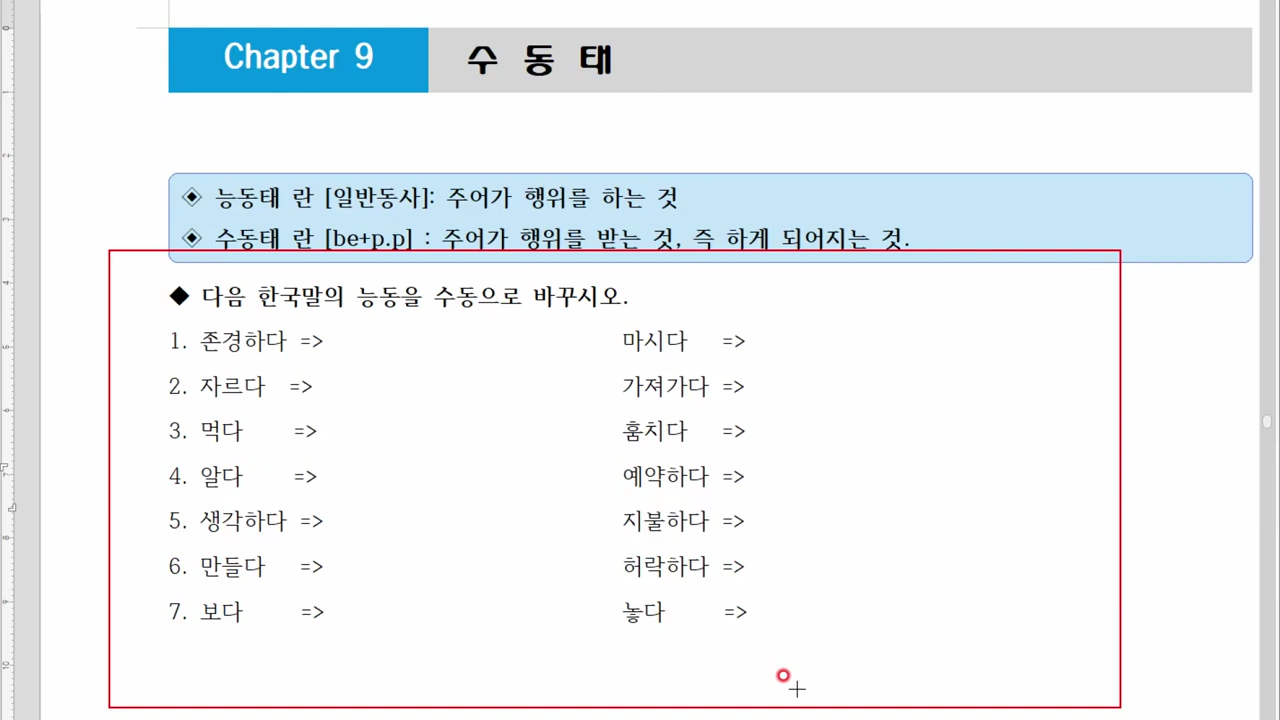 Chapter 9 수 동 태
◈ 능동태 란 [일반동사]: 주어가 행위를 하는 것
◈ 수동태 란 [be+p.p] : 주어가 행위를 받는 것, 즉 하게 되어지는 것.
◆ 다음 한국말의 능동을 수동으로 바꾸시오.
1. 존경하다 => 마시다 =>
2. 자르다 => 가져가다 =>
3. 먹다 => 훔치다 =>
4. 알다 => 예약하다 =>
5. 생각하다 => 지불하다 =>
6. 만들다 => 허락하다 =>
7. 보다 => 놓다 =>